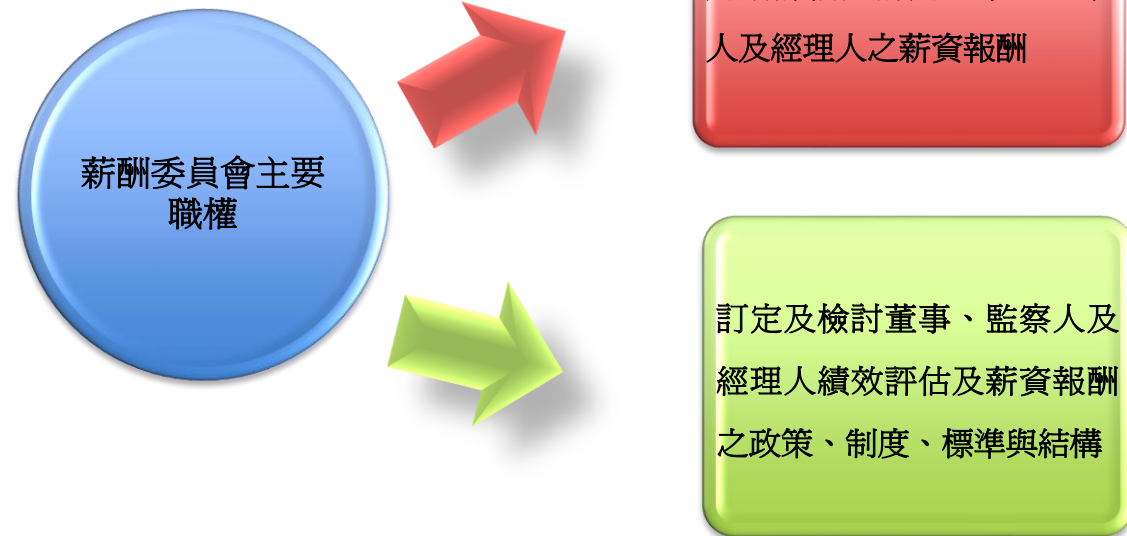 薪酬委員會主要
職權
人及經理人之薪資報酬
訂定及檢討董事、監察人及
經理人績效評估及薪資報酬
之政策、制度、標準與結構